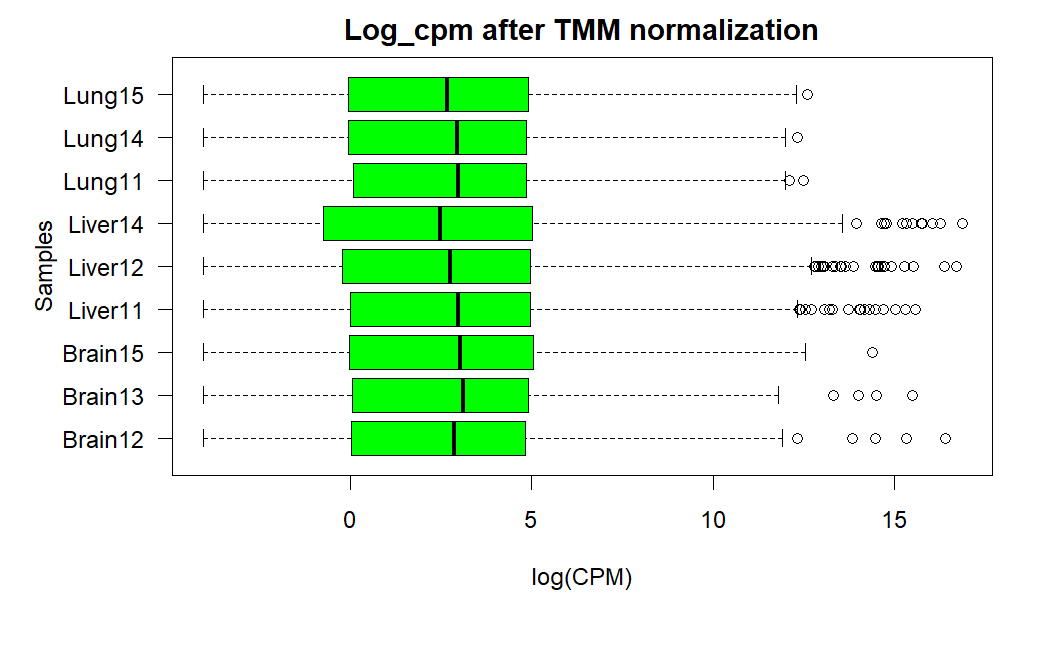 Log_cpm after TMM normalization
Samples
Lung15
Lung14
Lung11
Liver14
Liver12
Liver11
Brain15
Brain13
Brain12
0 5 10 15
log(CPM)